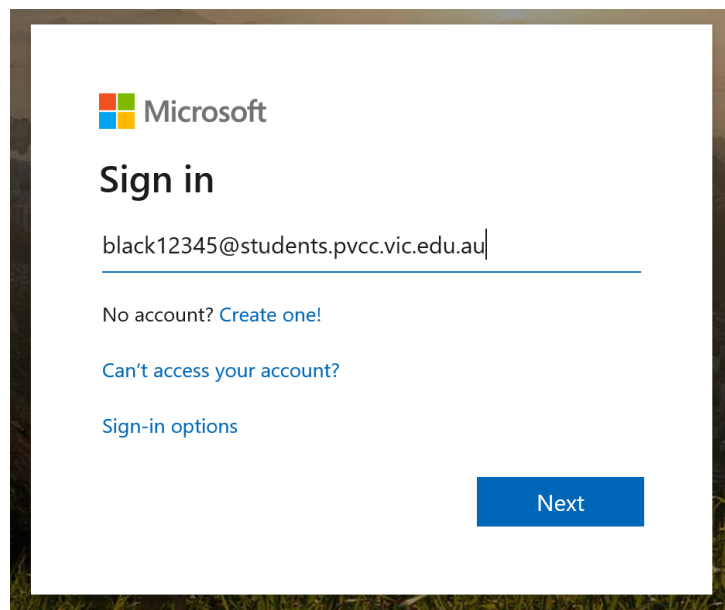 Microsoft
Sign in
black12345@students.pvcc.vic.edu.au
No account? Create one!
Can't access your account?
Sign-in options
Next